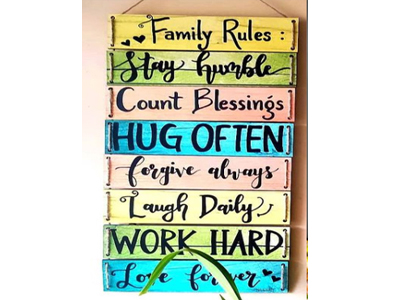 Family Rules :
Stay humble
Count Blessings
HUG OFTEN
forgive always
Laugh Daily
WORK HARD
Love forever